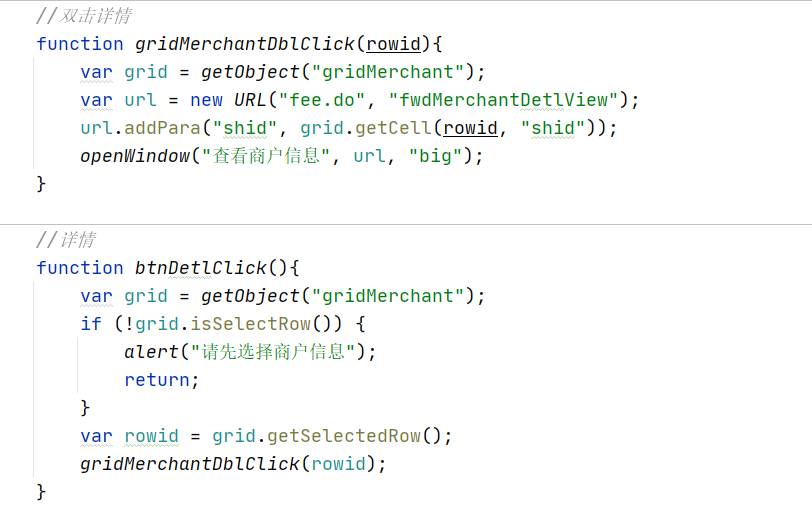 //双击详情
function gridMerchantDblClick(rowid){
    var grid = getObject("gridMerchant");
    var url = new URL("fee.do", "fwdMerchantDetlView");
    url.addPara("shid", grid.getCell(rowid, "shid"));
    openWindow("查看商户信息", url, "big");
}
//详情
function btnDetlClick(){
    var grid = getObject("gridMerchant");
    if (!grid.isSelectRow()) {
        alert("请先选择商户信息");
        return;
    }
    var rowid = grid.getSelectedRow();
    gridMerchantDblClick(rowid);
}